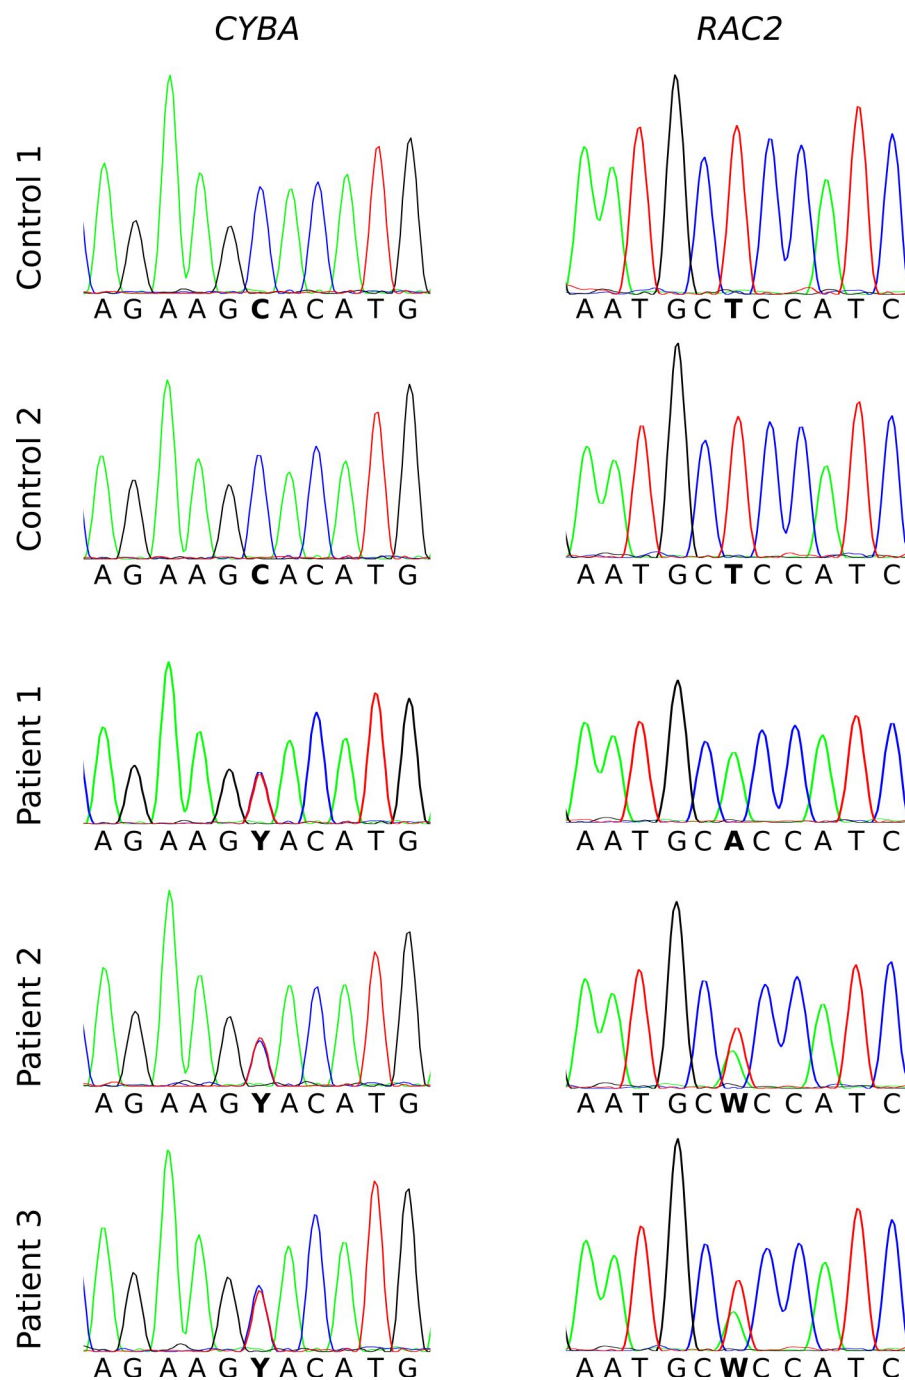 CYBA RAC2
Control 1
A G A A G C A C A T G A A T G C T C C A T C
Control 2
A G A A G C A C A T G A A T G C T C C A T C
Patient 1
A G A A G Y A C A T G A A T G C A C C A T C
Patient 2
A G A A G Y A C A T G A A T G C W C C A T C
Patient 3
A G A A G Y A C A T G A A T G C W C C A T C